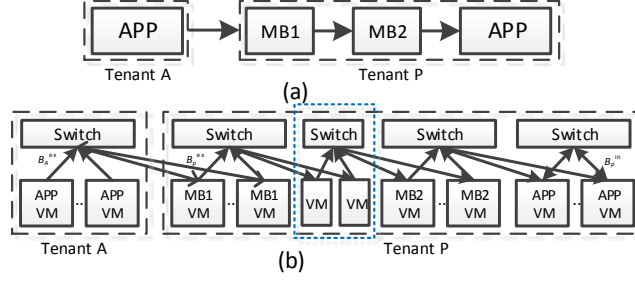 APP
MB1
MB2
APP
Tenant A
Tenant P
(a)
Switch
Switch
Switch
Switch
Switch
B_A^ex
B_P^ex
B_P^in
APP VM
..
APP VM
MB1 VM
..
MB1 VM
VM
VM
MB2 VM
..
MB2 VM
APP VM
..
APP VM
Tenant A
Tenant P
(b)